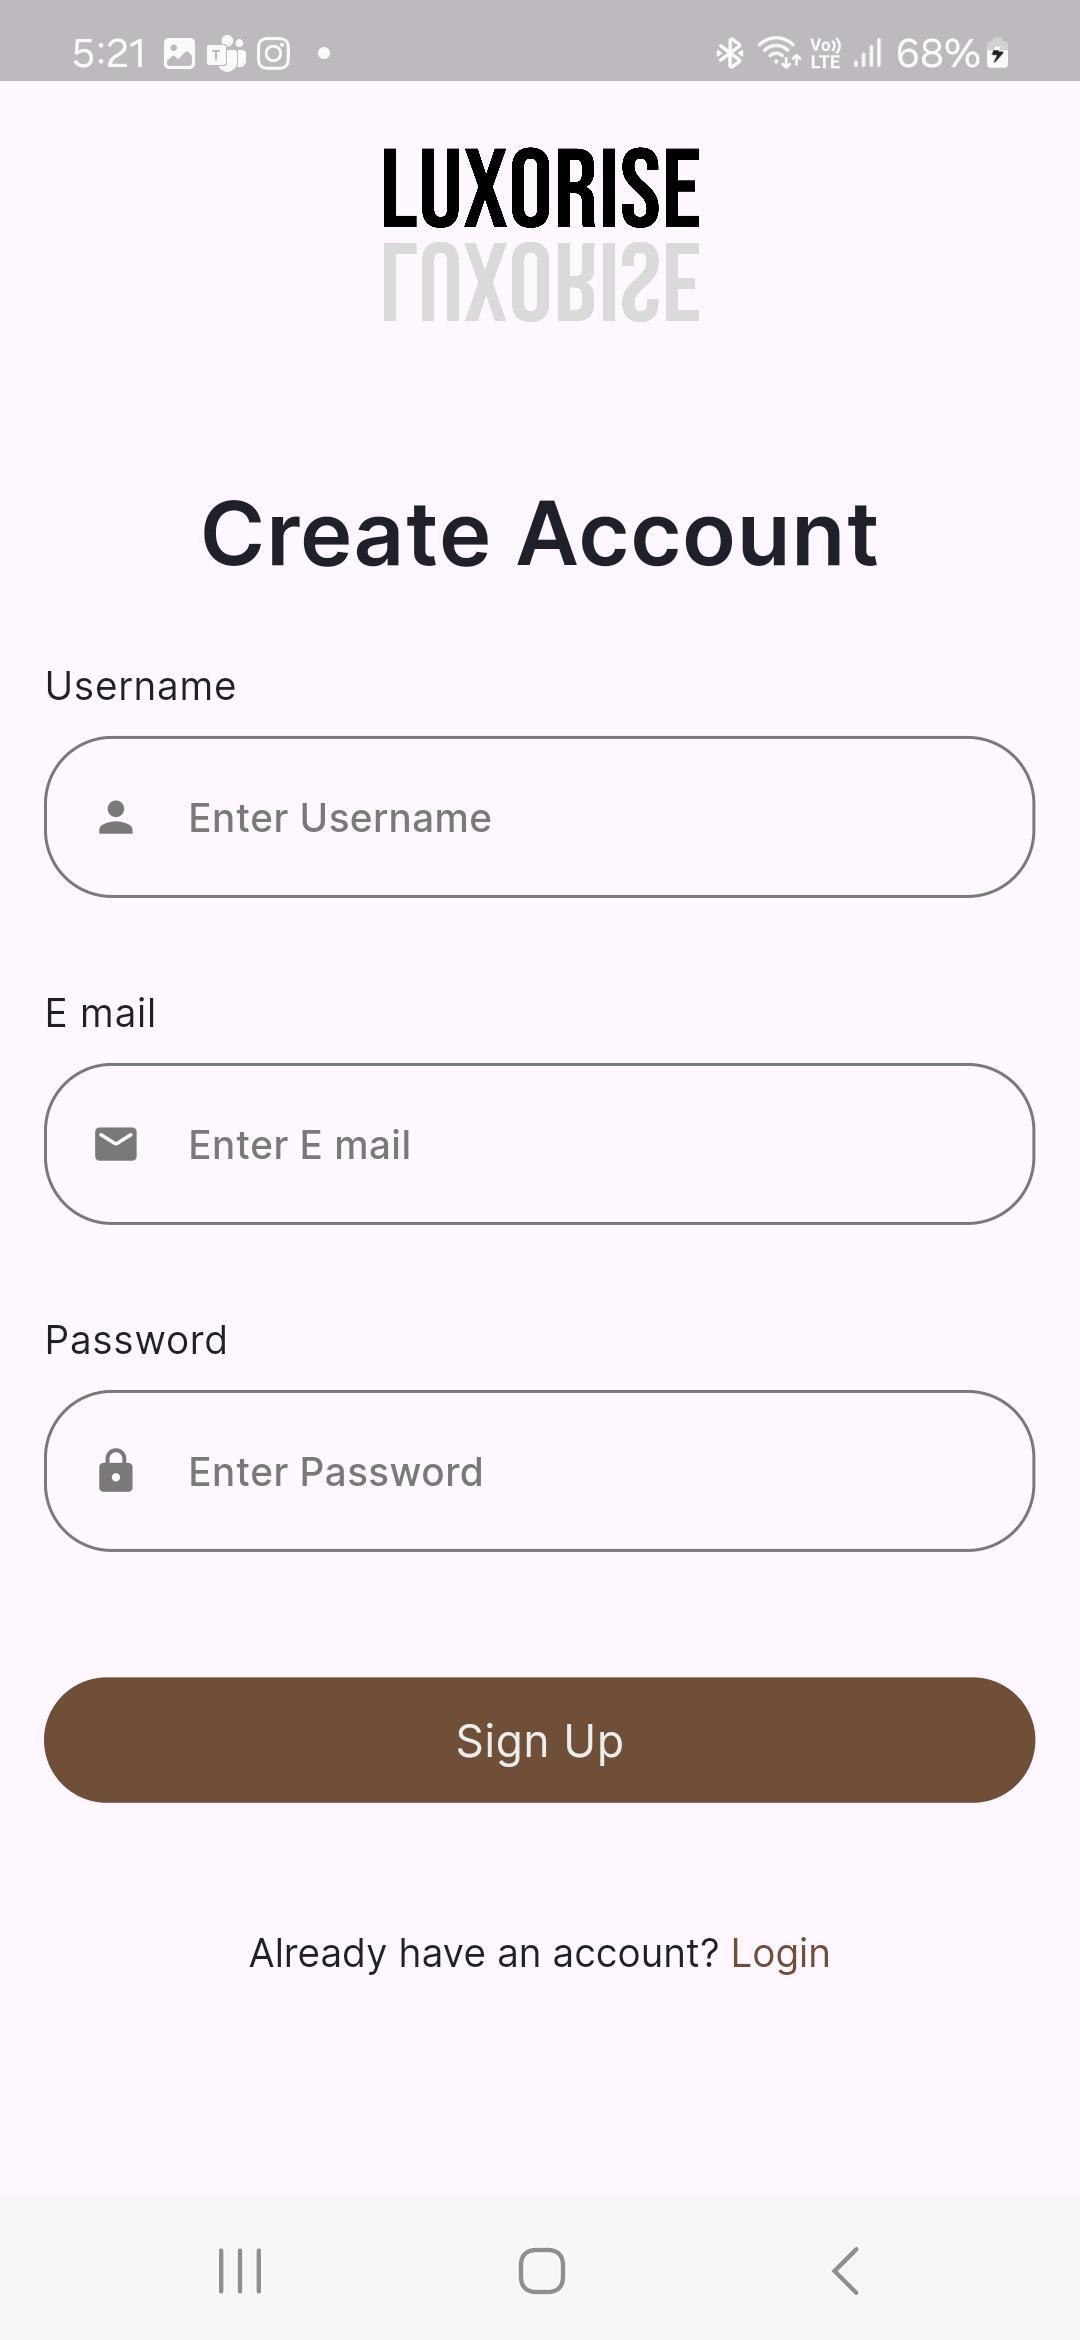 5:21 68%
Vo)) LTE
LUXORISE
Create Account
Username
Enter Username
E mail
Enter E mail
Password
Enter Password
Sign Up
Already have an account? Login